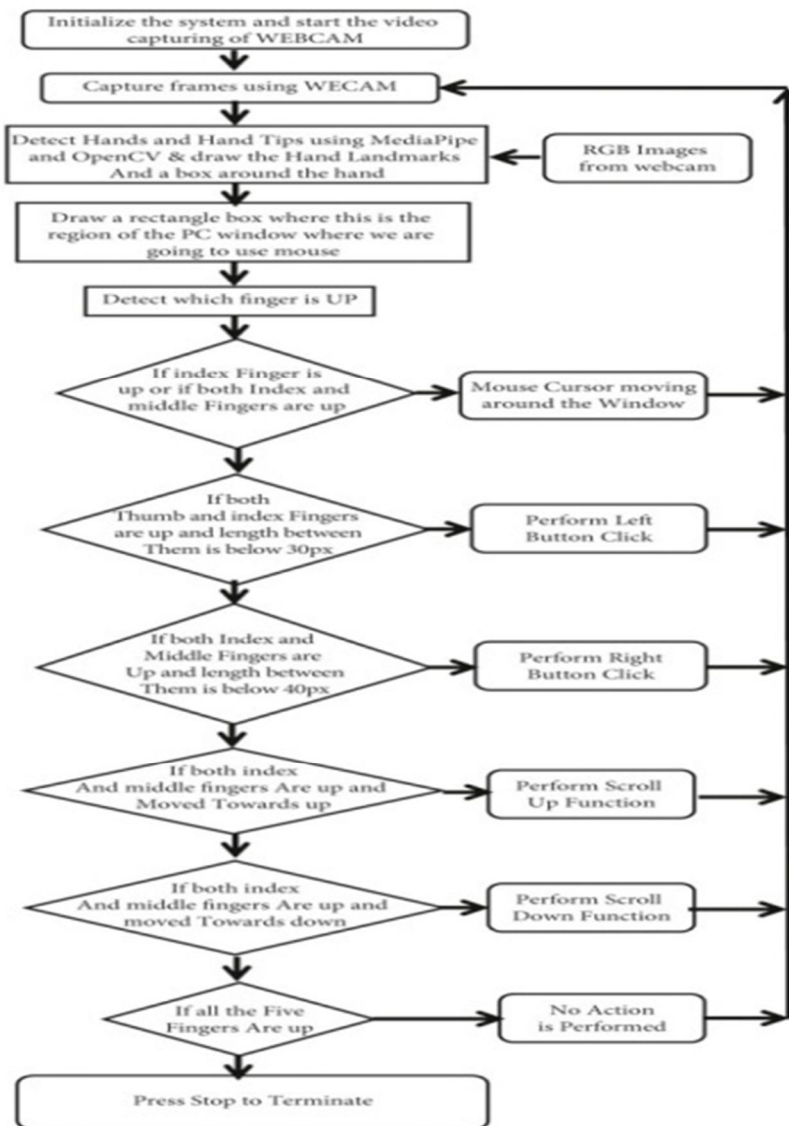 Initialize the system and start the video
capturing of WEBCAM
Capture frames using WECAM
Detect Hands and Hand Tips using MediaPipe
and OpenCV & draw the Hand Landmarks
And a box around the hand
RGB Images
from webcam
Draw a rectangle box where this is the
region of the PC window where we are
going to use mouse
Detect which finger is UP
If index Finger is
up or if both Index and
middle Fingers are up
Mouse Cursor moving
around the Window
If both
Thumb and index Fingers
are up and length between
Them is below 30px
Perform Left
Button Click
If both Index and
Middle Fingers are
Up and length between
Them is below 40px
Perform Right
Button Click
If both index
And middle fingers Are up and
Moved Towards up
Perform Scroll
Up Function
If both index
And middle fingers Are up and
moved Towards down
Perform Scroll
Down Function
If all the Five
Fingers Are up
No Action
is Performed
Press Stop to Terminate